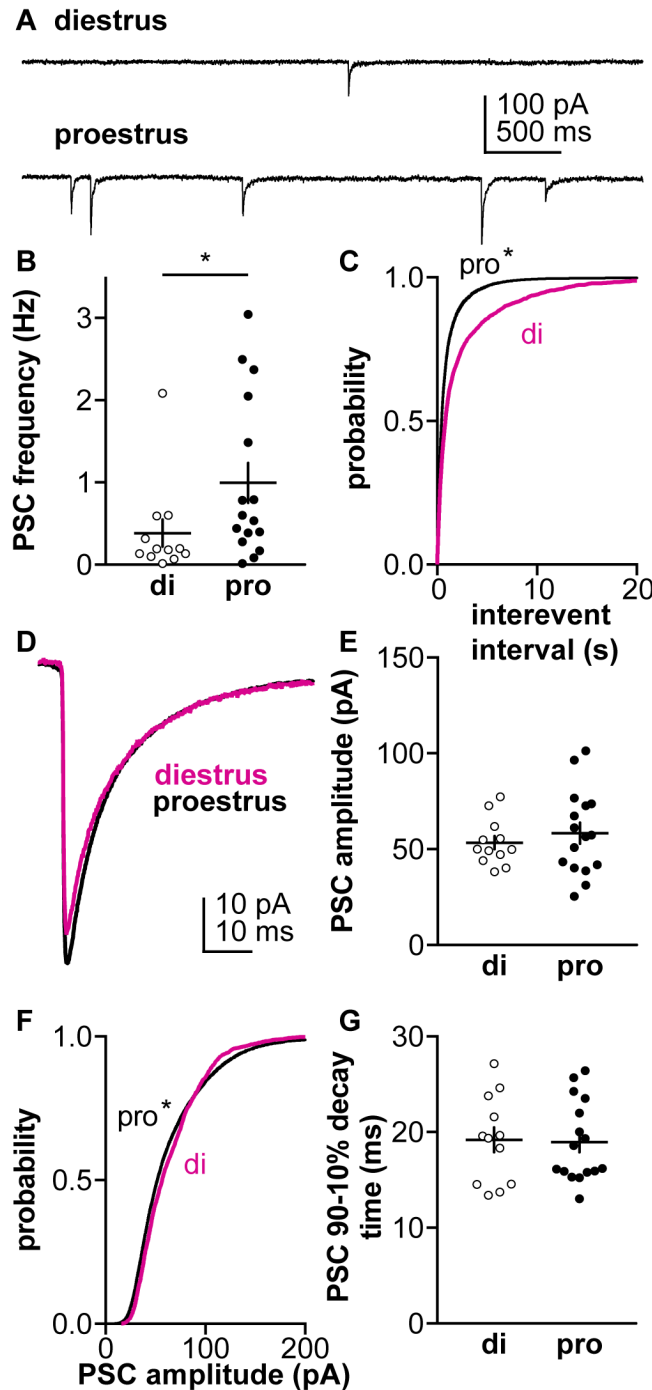 A diestrus
100 pA
500 ms
proestrus
B
*
PSC frequency (Hz)
3
2
1
0
di pro
C
pro*
di
probability
1.0
0.5
0.0
0 10 20
interevent
interval (s)
D
diestrus
proestrus
10 pA
10 ms
E
PSC amplitude (pA)
150
100
50
0
di pro
F
pro*
di
probability
1.0
0.5
0.0
0 100 200
PSC amplitude (pA)
G
PSC 90-10% decay
time (ms)
30
20
10
0
di pro